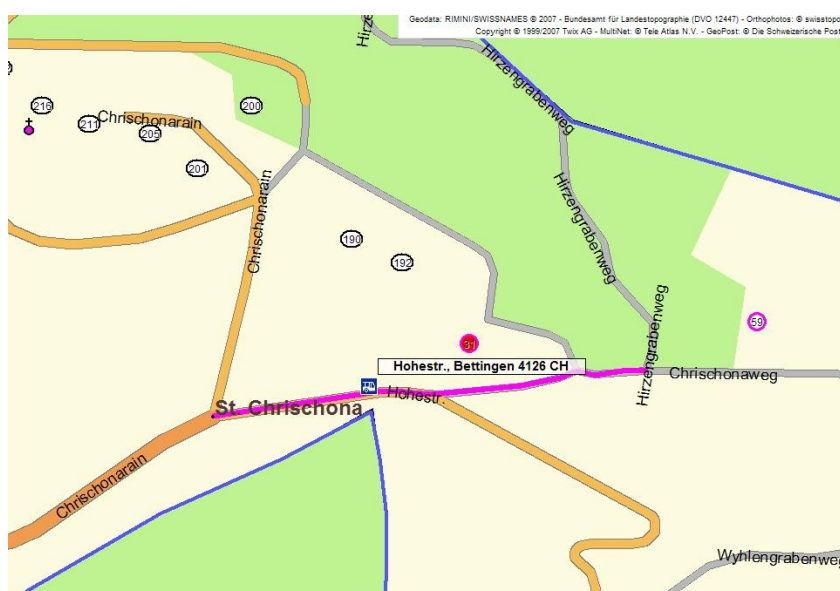 Geodata: RIMINI/SWISSNAMES © 2007 - Bundesamt für Landestopographie (DVO 12447) - Orthophotos: © swisstopo
Copyright © 1999/2007 Twix AG - MultiNet: © Tele Atlas N.V. - GeoPost: © Die Schweizerische Post
Hirzengrabenweg
216
211
Chrischonarain
205
200
201
Hirzengrabenweg
Chrischonarain
190
192
59
31
Hirzengrabenweg
Hohestr., Bettingen 4126 CH
Chrischonaweg
St. Chrischona
Hohestr.
Chrischonarain
Wyhlengrabenweg